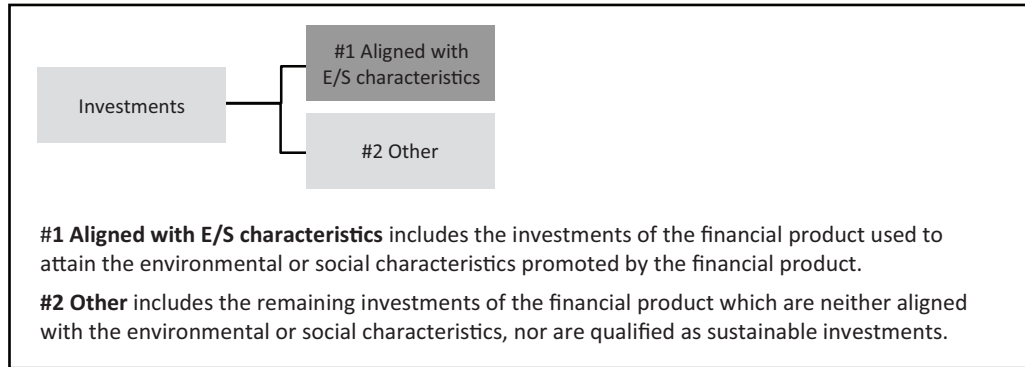 #1 Aligned with
E/S characteristics
Investments
#2 Other
#1 Aligned with E/S characteristics includes the investments of the financial product used to
attain the environmental or social characteristics promoted by the financial product.
#2 Other includes the remaining investments of the financial product which are neither aligned
with the environmental or social characteristics, nor are qualified as sustainable investments.